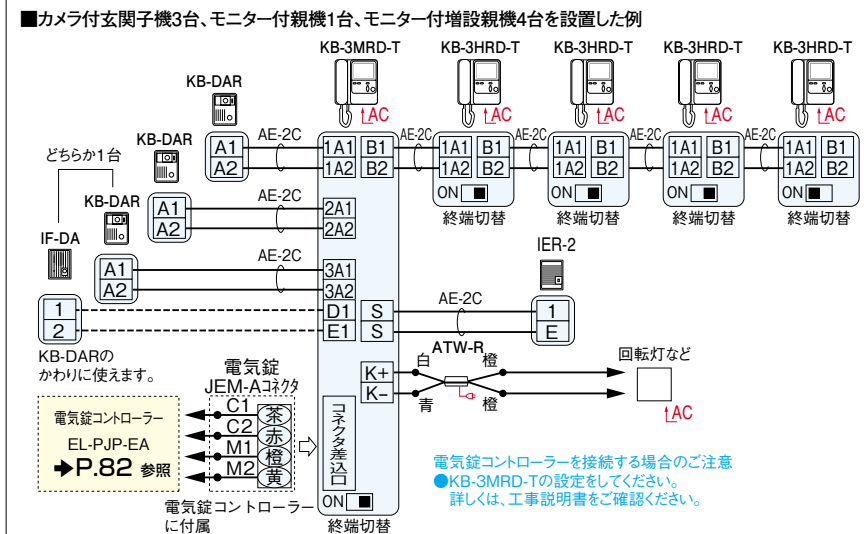 ■カメラ付玄関子機3台、モニター付親機1台、モニター付増設親機4台を設置した例
KB-3MRD-T KB-3HRD-T KB-3HRD-T KB-3HRD-T KB-3HRD-T
KB-DAR
AC AC AC AC AC
AE-2C AE-2C AE-2C AE-2C AE-2C
A1 1A1 B1 1A1 B1 1A1 B1 1A1 B1 1A1 B1
A2 1A2 B2 1A2 B2 1A2 B2 1A2 B2 1A2 B2
ON ON ON ON
終端切替 終端切替 終端切替 終端切替
KB-DAR
どちらか1台
AE-2C
A1 2A1
A2 2A2
KB-DAR
IF-DA
AE-2C
A1 3A1
A2 3A2
IER-2
AE-2C
1 D1 S 1
2 E1 S E
KB-DARの
かわりに使えます。
ATW-R
白 橙
K+
K−
青 橙
回転灯など
AC
電気錠
JEM-Aコネクタ
C1 茶
C2 赤
M1 橙
M2 黄
コネクタ差込口
電気錠コントローラー
EL-PJP-EA
➔P.82 参照
電気錠コントローラー
に付属
ON
終端切替
電気錠コントローラーを接続する場合のご注意
●KB-3MRD-Tの設定をしてください。
詳しくは、工事説明書をご確認ください。